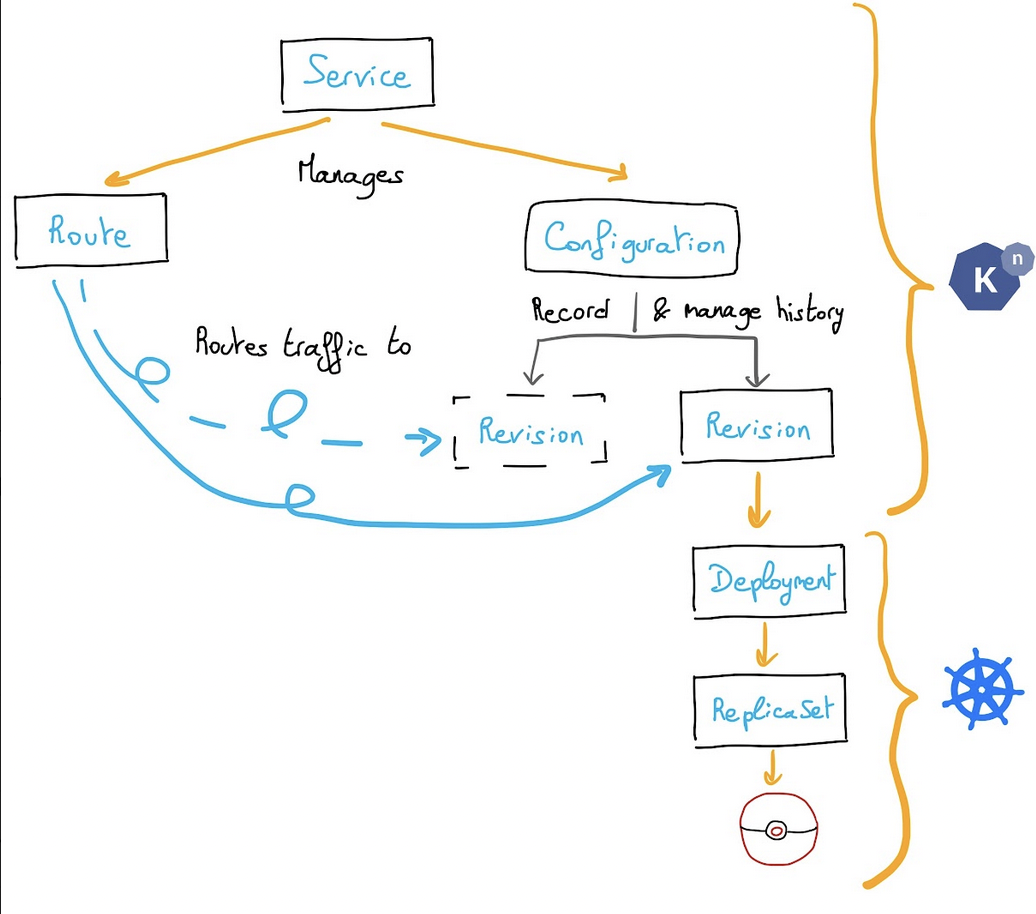 Service
Manages
Route
Configuration
Record & manage history
Routes traffic to
Revision
Revision
Deployment
ReplicaSet
K n